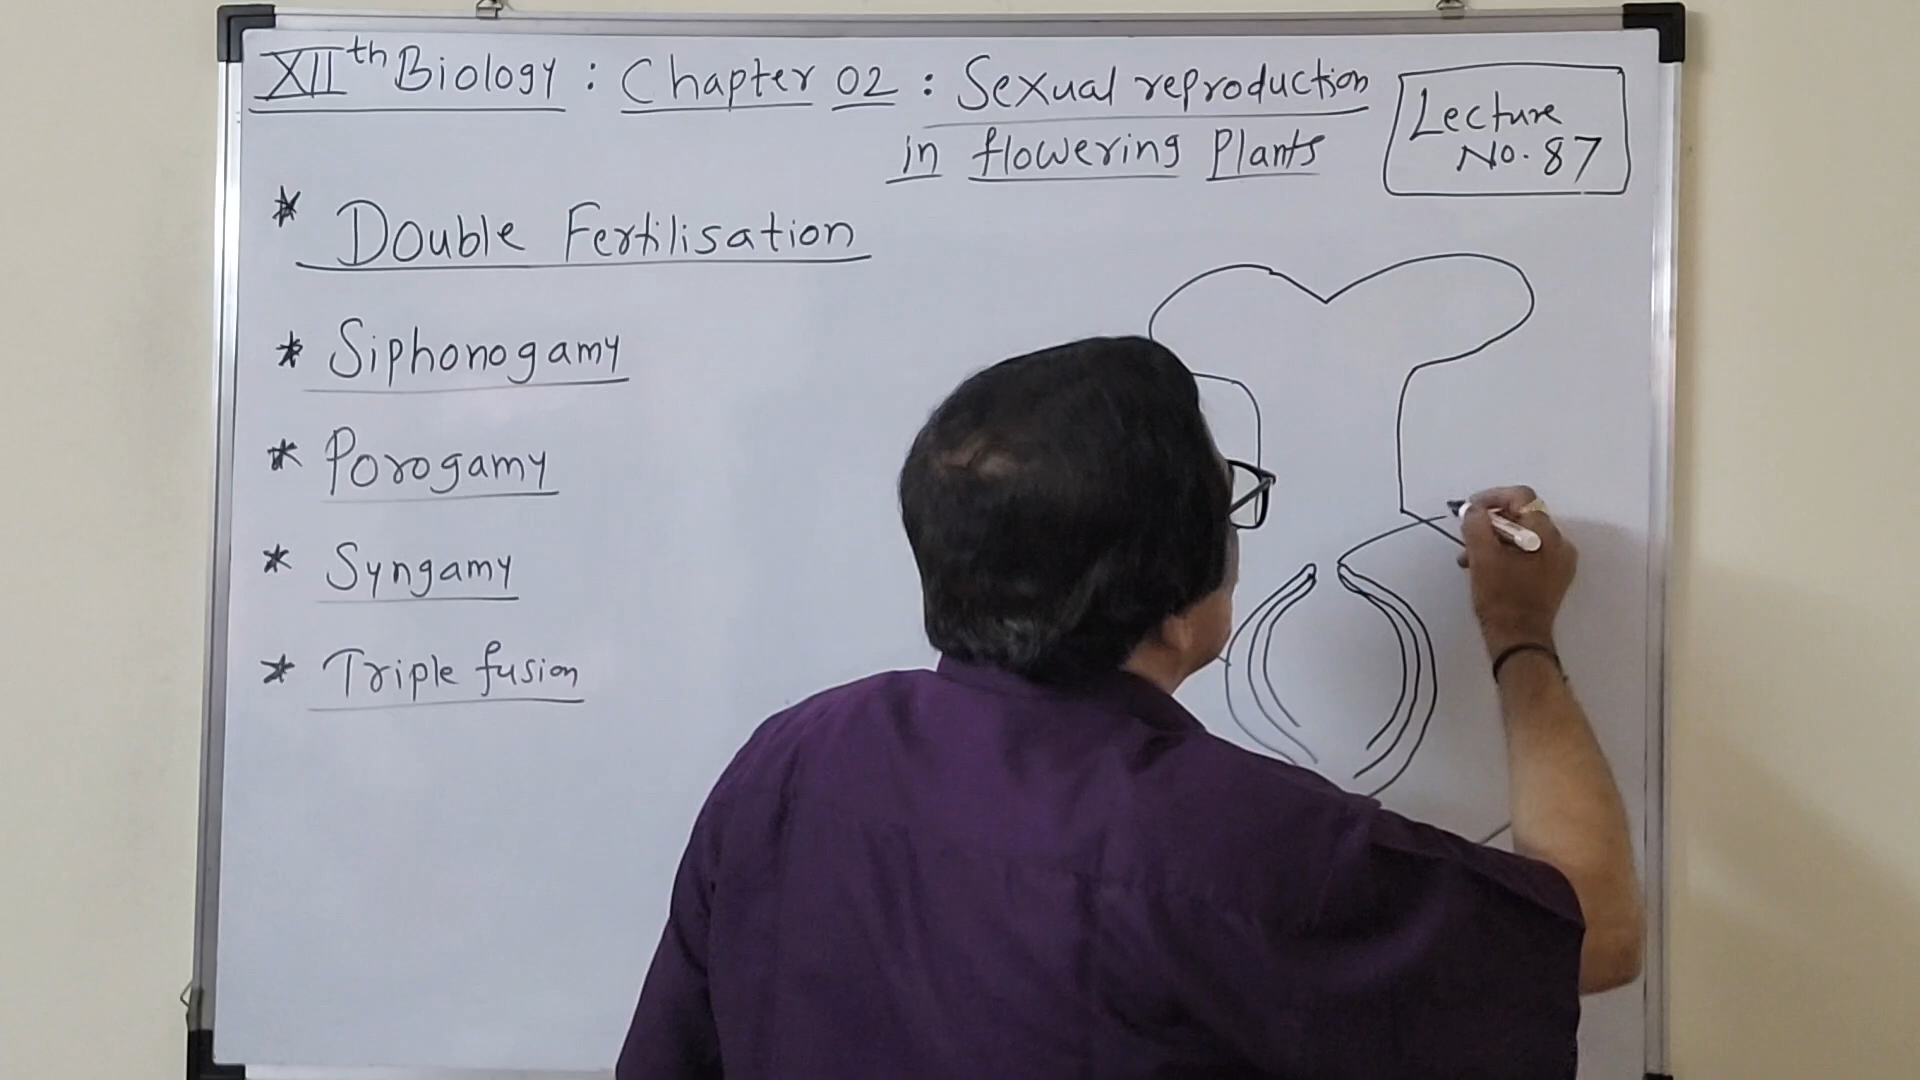 XIIth Biology : Chapter 02 : Sexual reproduction
in flowering Plants
Lecture
No. 87
* Double Fertilisation
* Siphonogamy
* Porogamy
* Syngamy
* Triple fusion